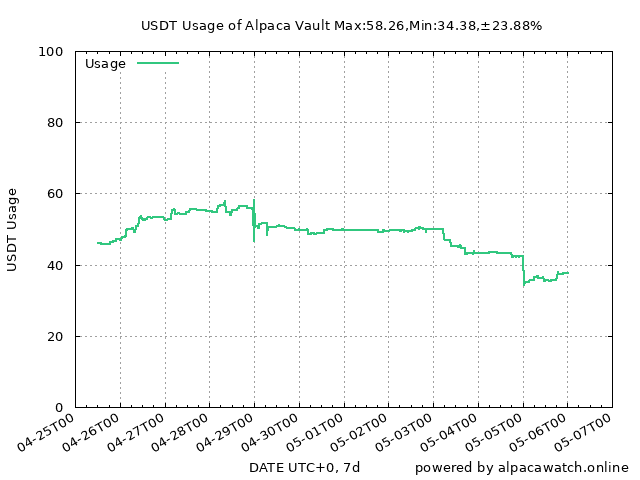 USDT Usage of Alpaca Vault Max:58.26,Min:34.38,±23.88%
Usage
100
80
60
40
20
0
USDT Usage
04-25T00
04-26T00
04-27T00
04-28T00
04-29T00
04-30T00
05-01T00
05-02T00
05-03T00
05-04T00
05-05T00
05-06T00
05-07T00
DATE UTC+0, 7d
powered by alpacawatch.online